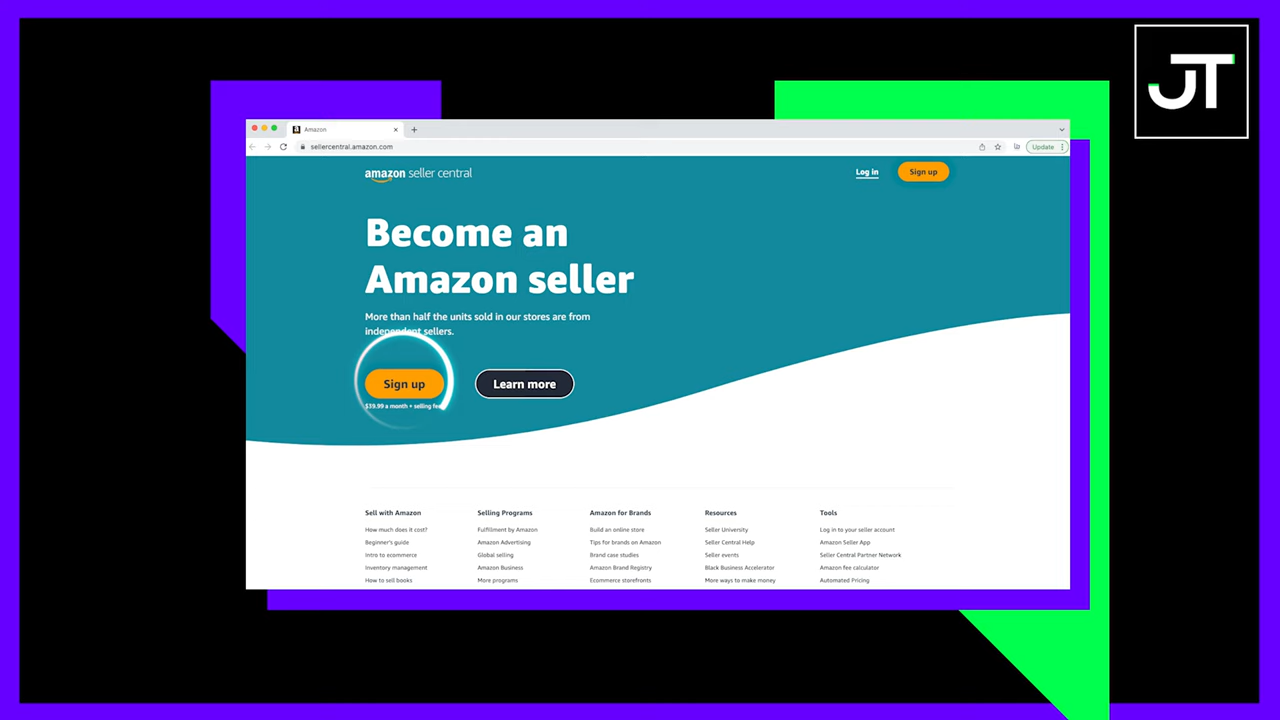 JT
Amazon
sellercentral.amazon.com
Update
amazon seller central
Log in
Sign up
Become an
Amazon seller
More than half the units sold in our stores are from
independent sellers.
Sign up
Learn more
$39.99 a month + selling fees
Sell with Amazon
How much does it cost?
Beginner's guide
Intro to ecommerce
Inventory management
How to sell books
Selling Programs
Fulfillment by Amazon
Amazon Advertising
Global selling
Amazon Business
More programs
Amazon for Brands
Build an online store
Tips for brands on Amazon
Brand case studies
Amazon Brand Registry
Ecommerce storefronts
Resources
Seller University
Seller Central Help
Seller events
Black Business Accelerator
More ways to make money
Tools
Log in to your seller account
Amazon Seller App
Seller Central Partner Network
Amazon fee calculator
Automated Pricing